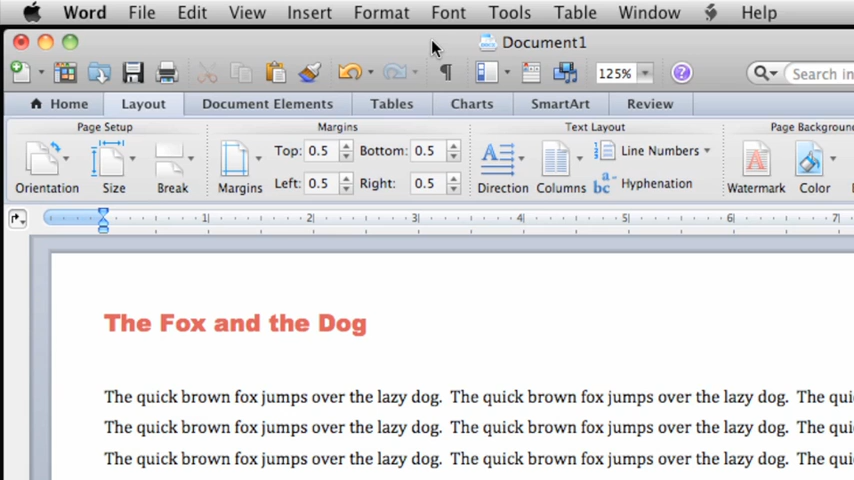 Word File Edit View Insert Format Font Tools Table Window Help
Document1
125% Search in
Home Layout Document Elements Tables Charts SmartArt Review
Page Setup Margins Text Layout Page Background
Top: 0.5 Bottom: 0.5 Line Numbers
Left: 0.5 Right: 0.5 Hyphenation
Orientation Size Break Margins Direction Columns Watermark Color
1 2 3 4 5 6 7
The Fox and the Dog
The quick brown fox jumps over the lazy dog. The quick brown fox jumps over the lazy dog. The qui
The quick brown fox jumps over the lazy dog. The quick brown fox jumps over the lazy dog. The qui
The quick brown fox jumps over the lazy dog. The quick brown fox jumps over the lazy dog. The qui